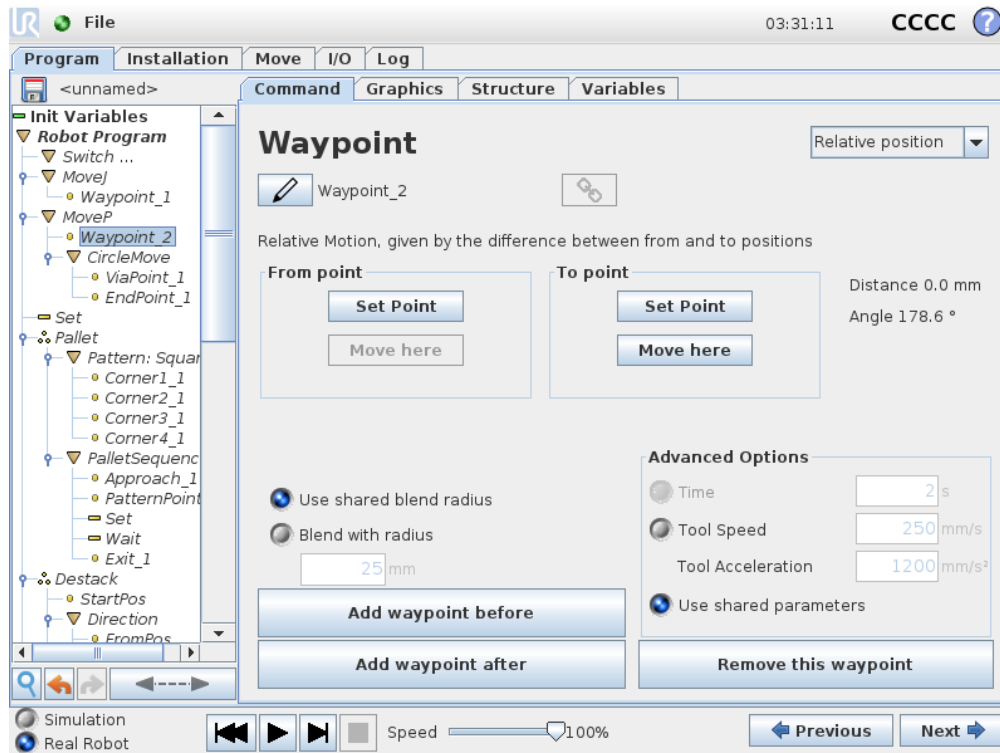 UR File 03:31:11 CCCC ?
Program Installation Move I/O Log
<unnamed> Command Graphics Structure Variables
Init Variables
Robot Program
Switch ...
MoveJ
Waypoint_1
MoveP
Waypoint_2
CircleMove
ViaPoint_1
EndPoint_1
Set
Pallet
Pattern: Squar
Corner1_1
Corner2_1
Corner3_1
Corner4_1
PalletSequenc
Approach_1
PatternPoint
Set
Wait
Exit_1
Destack
StartPos
Direction
FromPos
Waypoint
Relative position
Waypoint_2
Relative Motion, given by the difference between from and to positions
From point
Set Point
Move here
To point
Set Point
Move here
Distance 0.0 mm
Angle 178.6 °
Use shared blend radius
Blend with radius
25 mm
Advanced Options
Time 2 s
Tool Speed 250 mm/s
Tool Acceleration 1200 mm/s²
Use shared parameters
Add waypoint before
Add waypoint after
Remove this waypoint
Simulation
Real Robot
Speed 100%
Previous Next